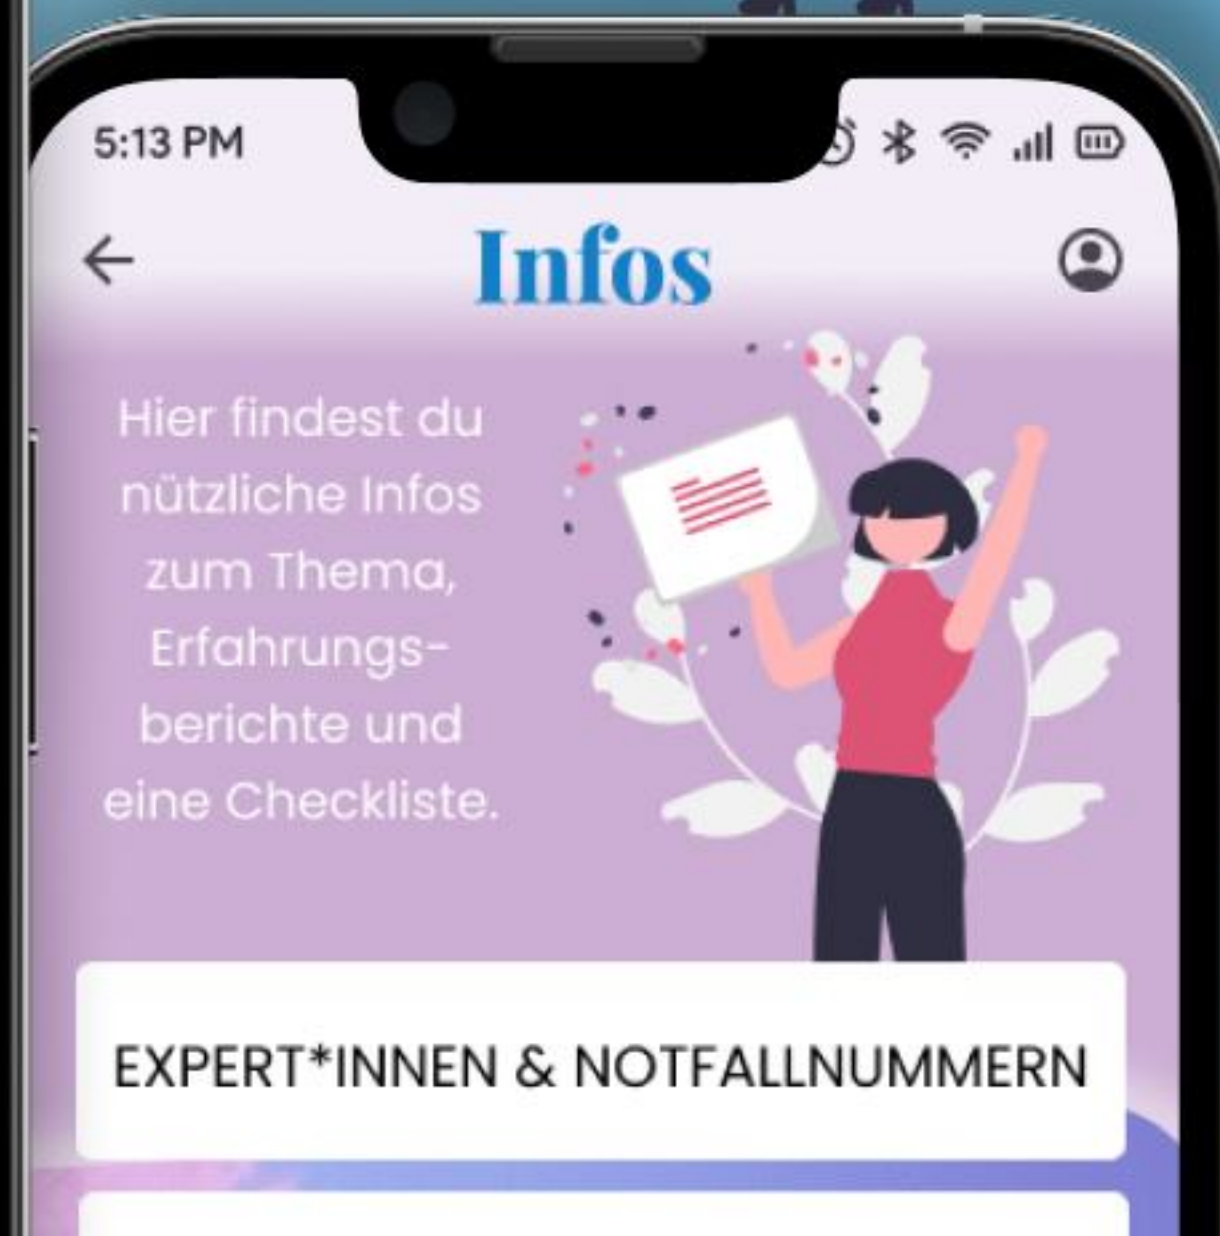 5:13 PM
Infos
Hier findest du
nützliche Infos
zum Thema,
Erfahrungs-
berichte und
eine Checkliste.
EXPERT*INNEN & NOTFALLNUMMERN